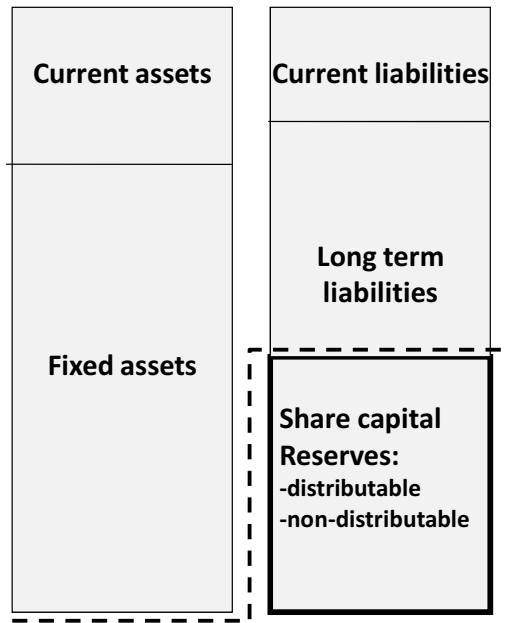 Current assets
Fixed assets
Current liabilities
Long term
liabilities
Share capital
Reserves:
-distributable
-non-distributable